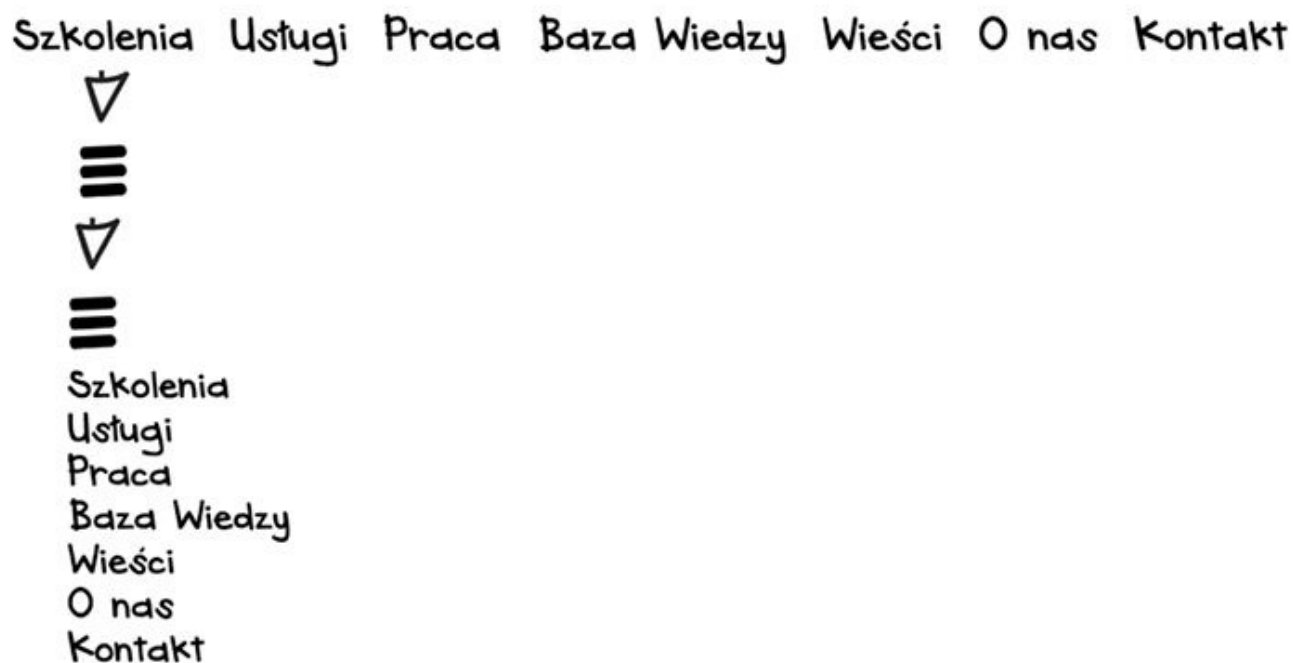 Szkolenia Usługi Praca Baza Wiedzy Wieści O nas Kontakt
Szkolenia
Usługi
Praca
Baza Wiedzy
Wieści
O nas
Kontakt